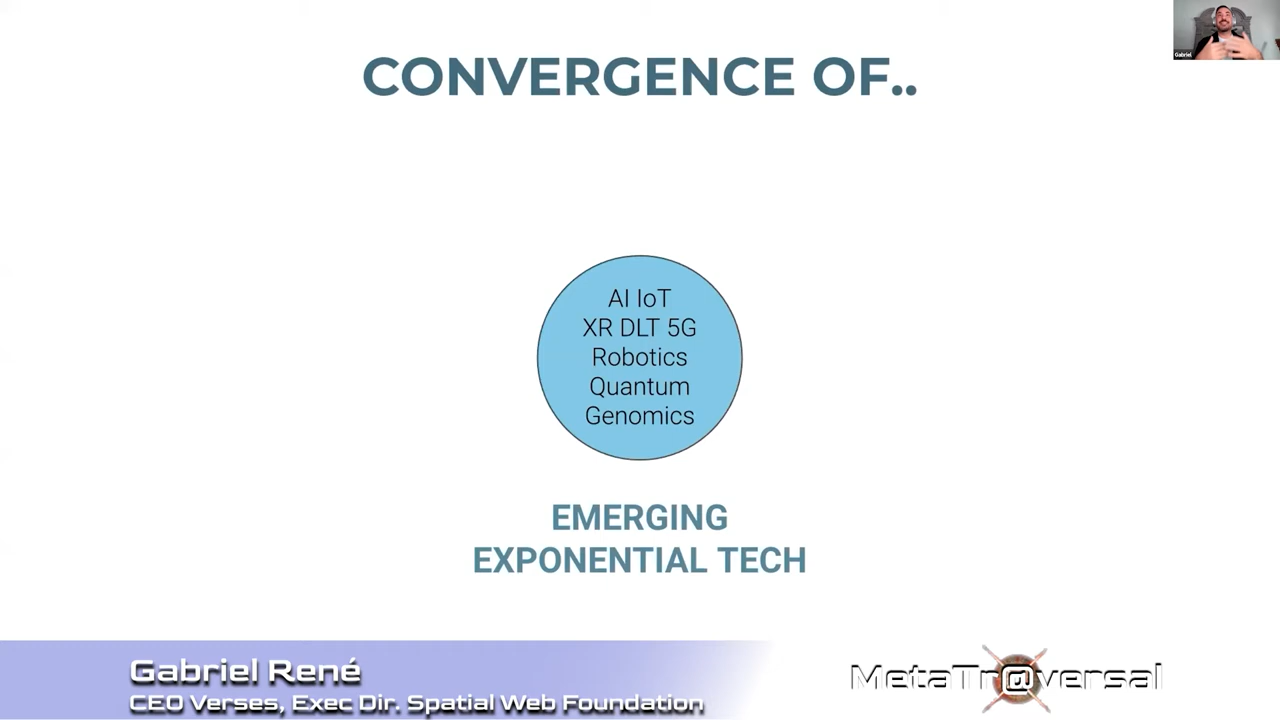 CONVERGENCE OF..
Gabriel
AI IoT
XR DLT 5G
Robotics
Quantum
Genomics
EMERGING
EXPONENTIAL TECH
Gabriel René
CEO Verses, Exec Dir. Spatial Web Foundation
MetaTr@versal